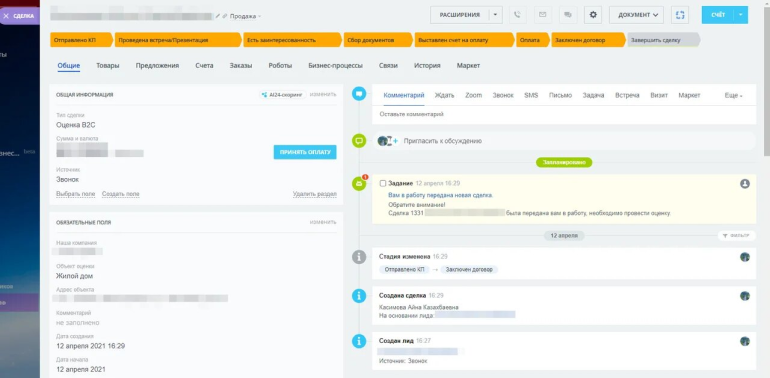 СДЕЛКА
Продажа
РАСШИРЕНИЯ
ДОКУМЕНТ
СЧЁТ
Отправлено КП
Проведена встреча/Презентация
Есть заинтересованность
Сбор документов
Выставлен счет на оплату
Оплата
Заключен договор
Завершить сделку
Общие
Товары
Предложения
Счета
Заказы
Роботы
Бизнес-процессы
Связи
История
Маркет
ОБЩАЯ ИНФОРМАЦИЯ
AI24-скоринг
ИЗМЕНИТЬ
Тип сделки
Оценка B2C
Сумма и валюта
ПРИНЯТЬ ОПЛАТУ
Источник
Звонок
Выбрать поле
Создать поле
Удалить раздел
ОБЯЗАТЕЛЬНЫЕ ПОЛЯ
ИЗМЕНИТЬ
Наша компания
Объект оценки
Жилой дом
Адрес объекта
Комментарий
не заполнено
Дата создания
12 апреля 2021 16:29
Дата начала
12 апреля 2021
бизнес... beta
Комментарий
Ждать
Zoom
Звонок
SMS
Письмо
Задача
Встреча
Визит
Маркет
Еще
Оставьте комментарий
+ Пригласить к обсуждению
Запланировано
1
Задание 12 апреля 16:29
Вам в работу передана новая сделка.
Обратите внимание!
Сделка 1331 была передана вам в работу, необходимо провести оценку
12 апреля
ФИЛЬТР
Стадия изменена 16:29
Отправлено КП → Заключен договор
Создана сделка 16:29
Касимова Айна Казахбаевна
На основании лида:
Создан лид 16:27
Источник: Звонок